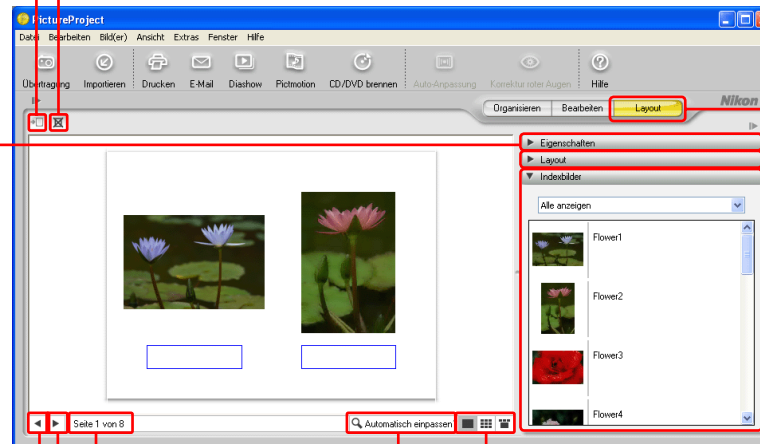 PictureProject
Datei Bearbeiten Bild(er) Ansicht Extras Fenster Hilfe
Übertragung Importieren Drucken E-Mail Diashow Pictmotion CD/DVD brennen Auto-Anpassung Korrektur roter Augen Hilfe
Organisieren Bearbeiten Layout Nikon
Eigenschaften
Layout
Indexbilder
Alle anzeigen
Flower1
Flower2
Flower3
Flower4
Seite 1 von 8 Automatisch einpassen